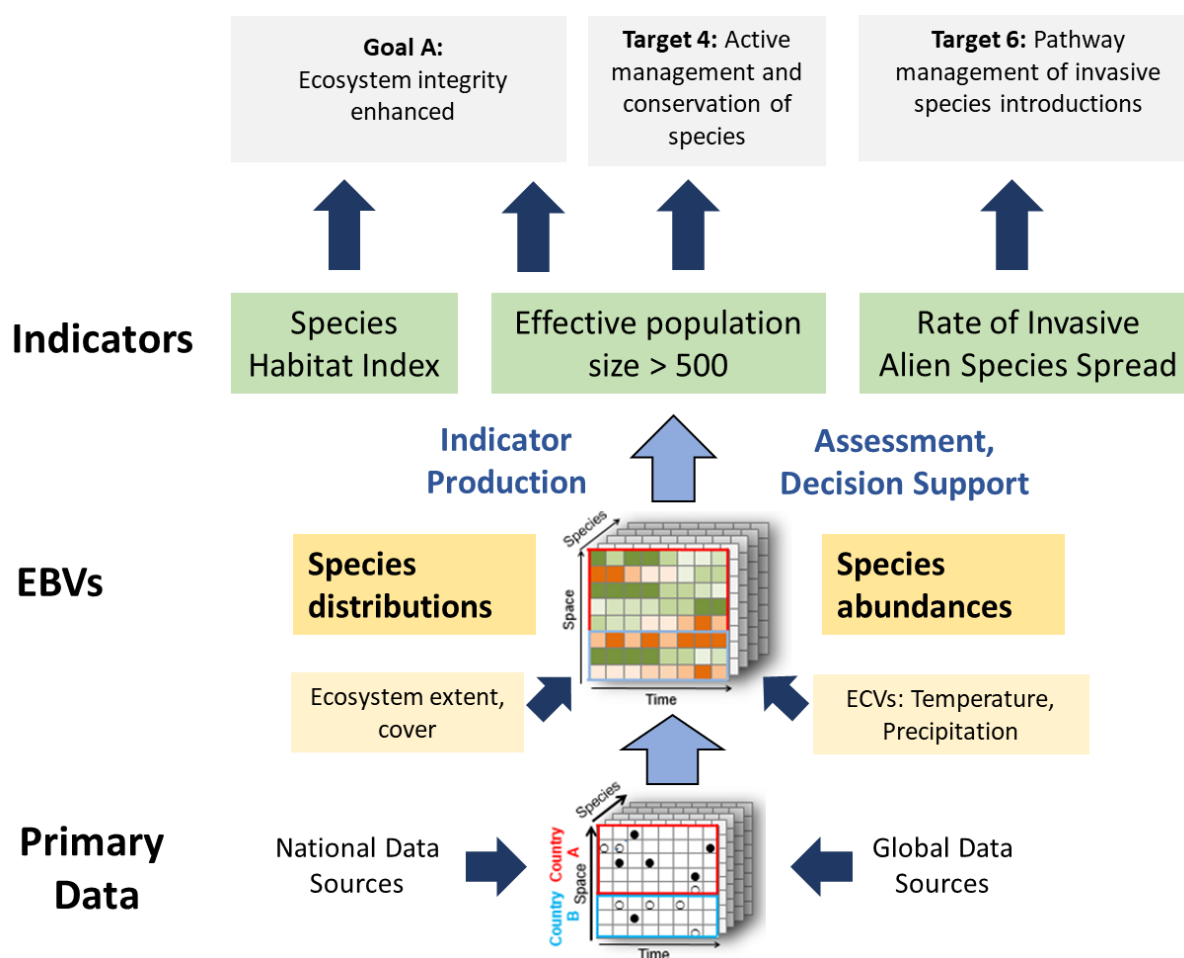 Goal A:
Ecosystem integrity
enhanced
Target 4: Active
management and
conservation of
species
Target 6: Pathway
management of invasive
species introductions
Indicators
Species
Habitat Index
Effective population
size > 500
Rate of Invasive
Alien Species Spread
Indicator
Production
Assessment,
Decision Support
EBVs
Species
distributions
Species
Space
Time
Species
abundances
Ecosystem extent,
cover
ECVs: Temperature,
Precipitation
Primary
Data
National Data
Sources
Species
Country
A
Country
B
Space
Time
Global Data
Sources